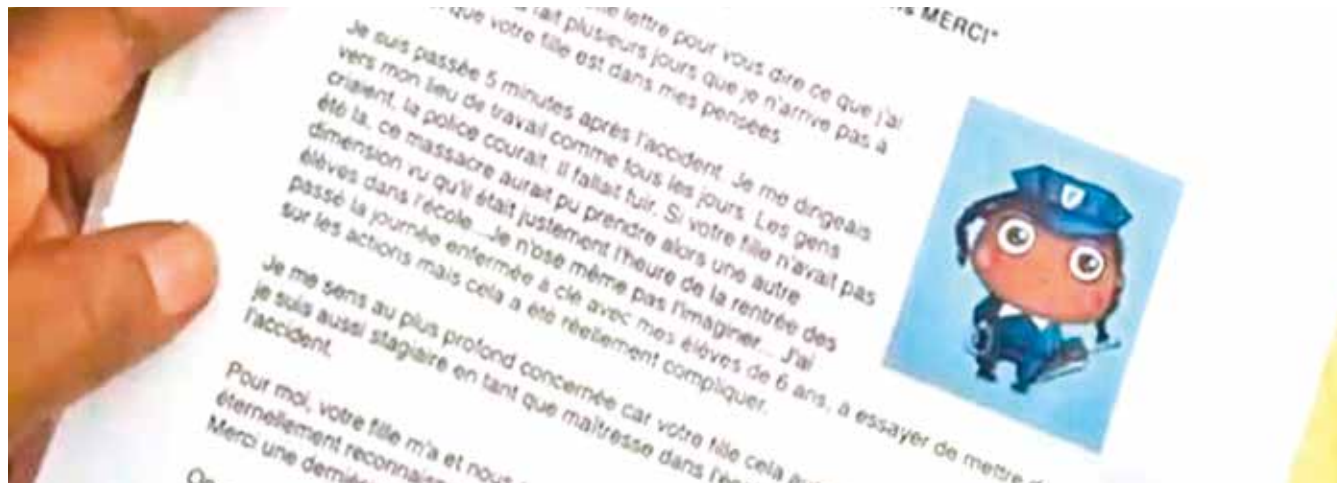 MERCI"
lettre pour vous dire ce que j'ai
fait plusieurs jours que je n'arrive pas à
que votre fille est dans mes pensées
Je suis passée 5 minutes après l'accident. Je me dirigeais
vers mon lieu de travail comme tous les jours. Les gens
criaient, la police courait. Il fallait fuir. Si votre fille n'avait pas
été la, ce massacre aurait pu prendre alors une autre
dimension vu qu'il était justement l'heure de la rentrée des
élèves dans l'école...Je n'ose même pas l'imaginer... J'ai
passé la journée enfermée à clé avec mes élèves de 6 ans, à essayer de mettre
sur les actions mais cela a été réellement compliquer.
Je me sens au plus profond concernée car votre fille cela
je suis aussi stagiaire en tant que maîtresse dans
l'accident.
Pour moi, votre fille m'a et nous
éternellement
Merci une